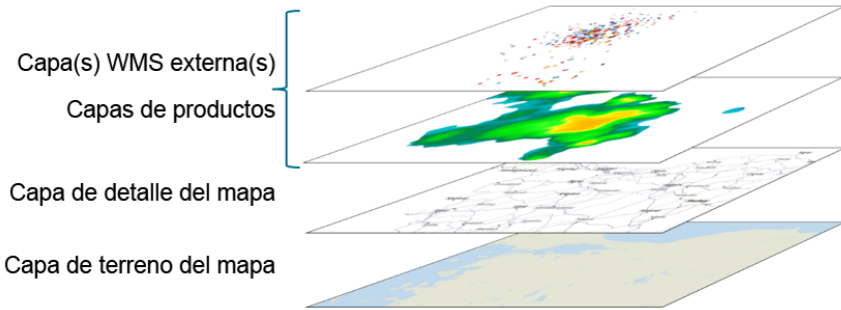 Capa(s) WMS externa(s)
Capas de productos
Capa de detalle del mapa
Capa de terreno del mapa